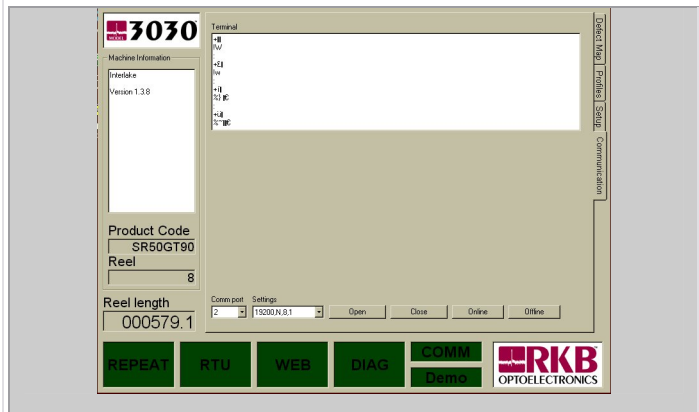 MODEL 3030
Machine Information
Interlake
Version 1.3.8
Product Code
SR50GT90
Reel
8
Reel length
000579.1
Terminal
Comm port
Settings
2
19200,N,8,1
Open
Close
Online
Offline
Defect Map
Profiles
Setup
Communication
REPEAT
RTU
WEB
DIAG
COMM
Demo
RKB
OPTOELECTRONICS